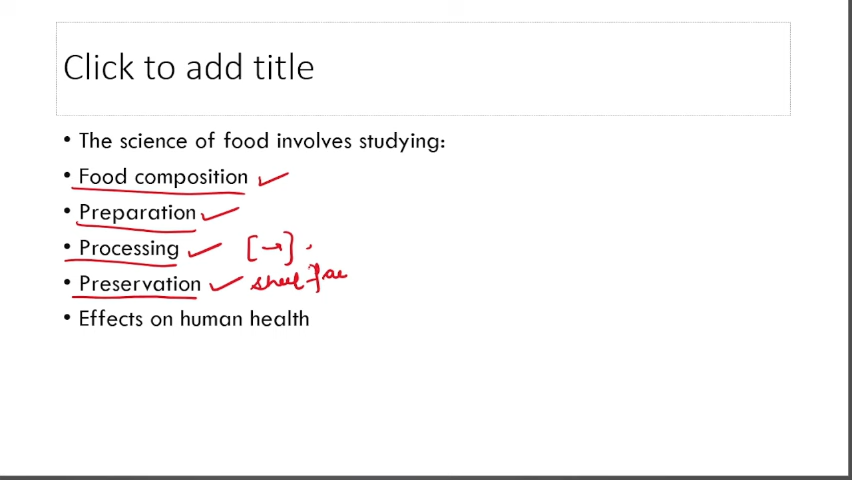 Click to add title
• The science of food involves studying:
• Food composition ✓
• Preparation ✓
• Processing ✓ [→]
• Preservation ✓
• Effects on human health